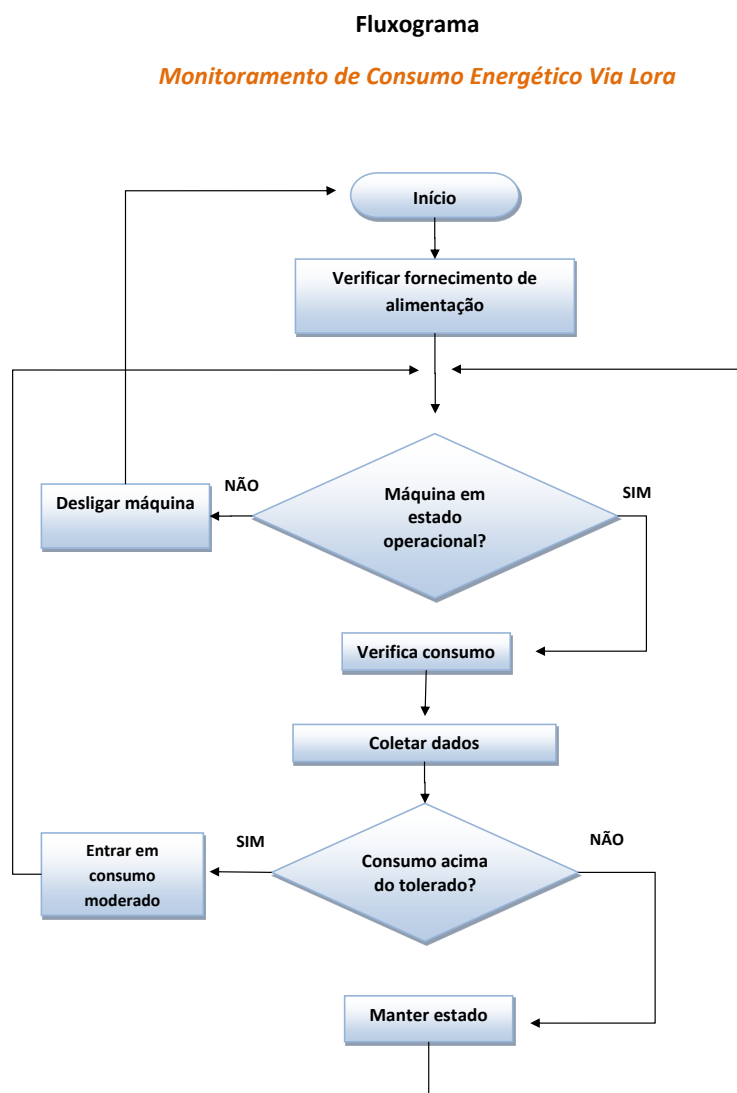 Fluxograma
Monitoramento de Consumo Energético Via Lora
Início
Verificar fornecimento de
alimentação
Desligar máquina
NÃO
Máquina em
estado
operacional?
SIM
Verifica consumo
Coletar dados
Entrar em
consumo
moderado
SIM
Consumo acima
do tolerado?
NÃO
Manter estado